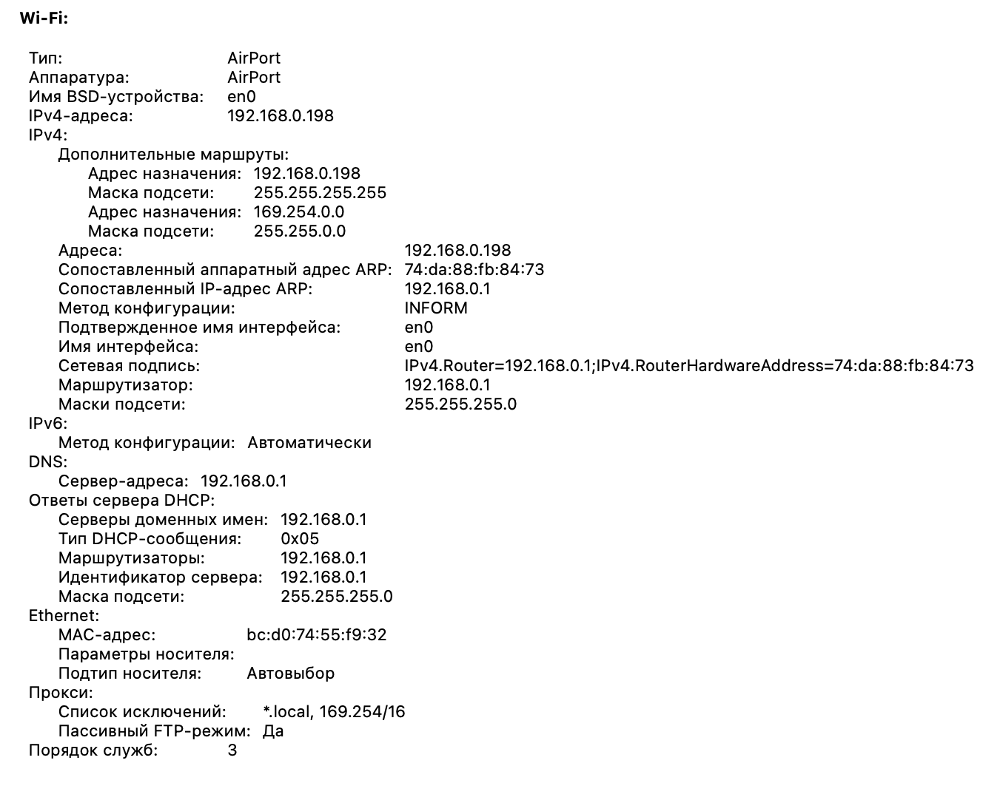 Wi-Fi:
Тип: AirPort
Аппаратура: AirPort
Имя BSD-устройства: en0
IPv4-адреса: 192.168.0.198
IPv4:
Дополнительные маршруты:
Адрес назначения: 192.168.0.198
Маска подсети: 255.255.255.255
Адрес назначения: 169.254.0.0
Маска подсети: 255.255.0.0
Адреса: 192.168.0.198
Сопоставленный аппаратный адрес ARP: 74:da:88:fb:84:73
Сопоставленный IP-адрес ARP: 192.168.0.1
Метод конфигурации: INFORM
Подтвержденное имя интерфейса: en0
Имя интерфейса: en0
Сетевая подпись: IPv4.Router=192.168.0.1;IPv4.RouterHardwareAddress=74:da:88:fb:84:73
Маршрутизатор: 192.168.0.1
Маски подсети: 255.255.255.0
IPv6:
Метод конфигурации: Автоматически
DNS:
Сервер-адреса: 192.168.0.1
Ответы сервера DHCP:
Серверы доменных имен: 192.168.0.1
Тип DHCP-сообщения: 0x05
Маршрутизаторы: 192.168.0.1
Идентификатор сервера: 192.168.0.1
Маска подсети: 255.255.255.0
Ethernet:
MAC-адрес: bc:d0:74:55:f9:32
Параметры носителя:
Подтип носителя: Автовыбор
Прокси:
Список исключений: *.local, 169.254/16
Пассивный FTP-режим: Да
Порядок служб: 3